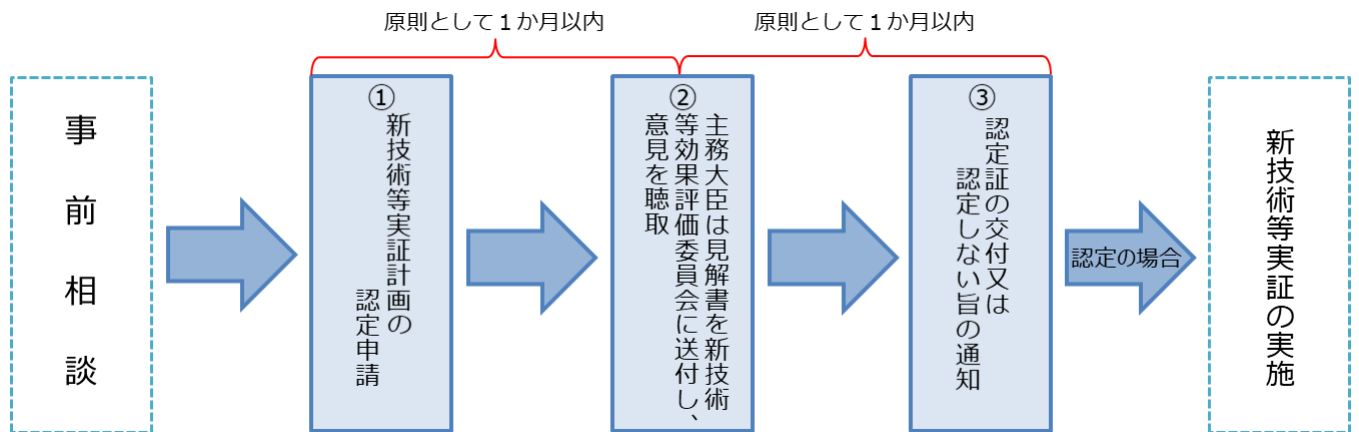 原則として１か月以内
原則として１か月以内
事前相談
①
新技術等実証計画の
認定申請
②
主務大臣は見解書を新技術
等効果評価委員会に送付し、
意見を聴取
③
認定証の交付又は
認定しない旨の通知
認定の場合
新技術等実証の実施